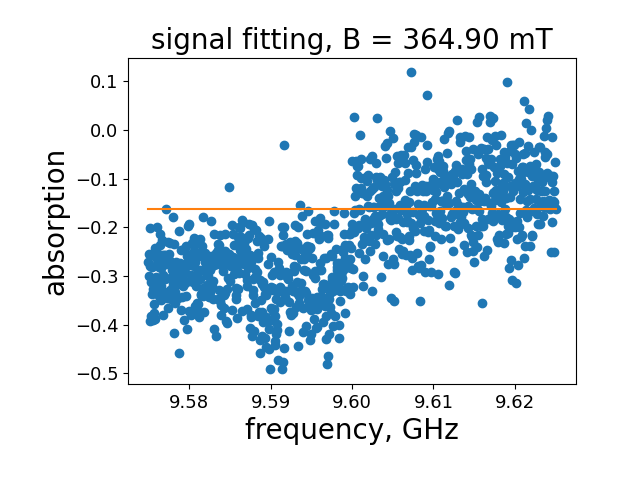 signal fitting, B = 364.90 mT
absorption
0.1
0.0
−0.1
−0.2
−0.3
−0.4
−0.5
9.58 9.59 9.60 9.61 9.62
frequency, GHz